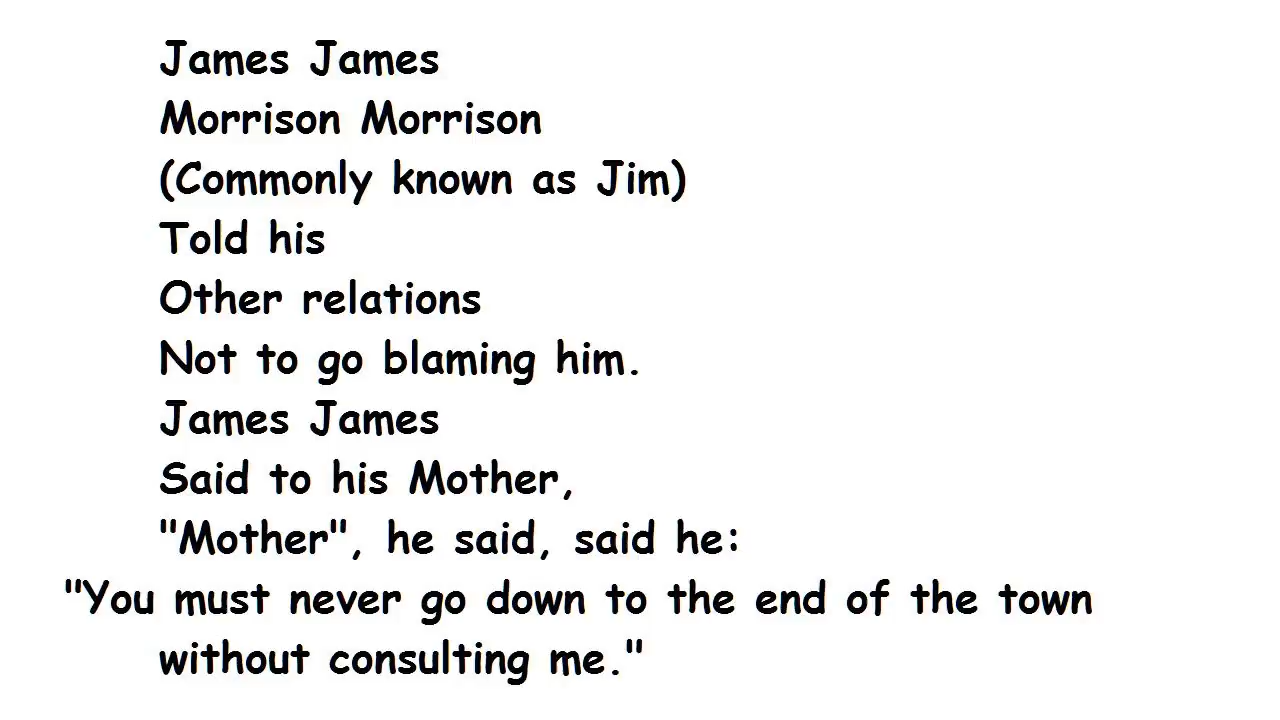 James James
Morrison Morrison
(Commonly known as Jim)
Told his
Other relations
Not to go blaming him.
James James
Said to his Mother,
"Mother", he said, said he:
"You must never go down to the end of the town
without consulting me."